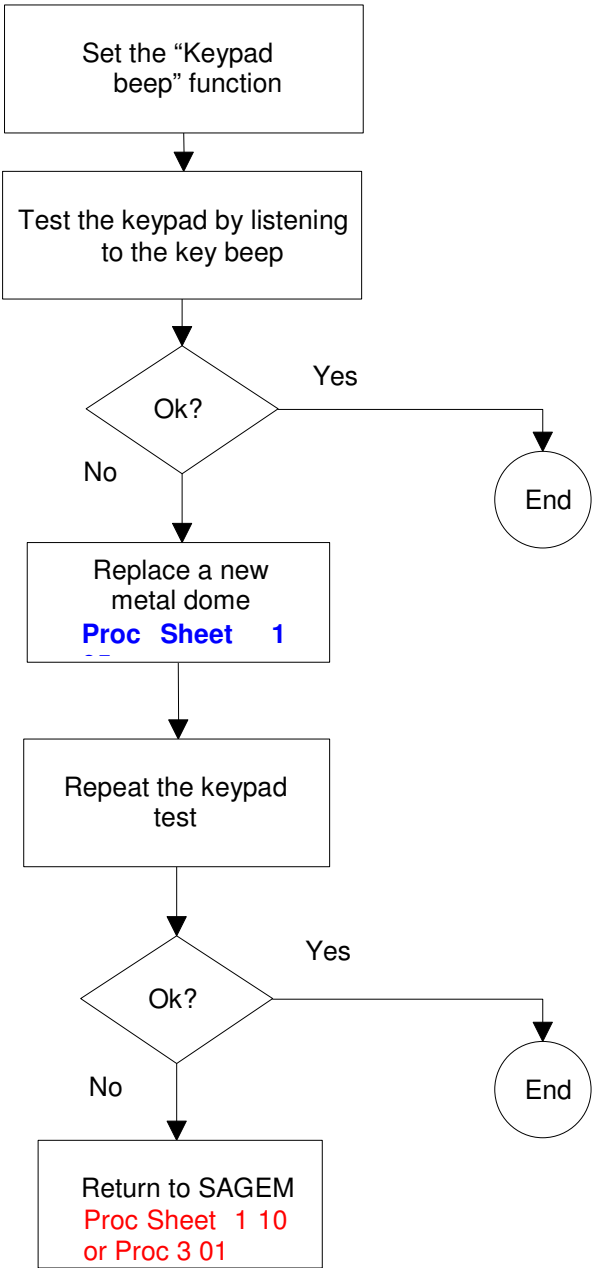 Set the “Keypad
beep” function
Test the keypad by listening
to the key beep
Ok?
Yes
No
End
Replace a new
metal dome
Proc Sheet 1
Repeat the keypad
test
Ok?
Yes
No
End
Return to SAGEM
Proc Sheet 1 10
or Proc 3 01